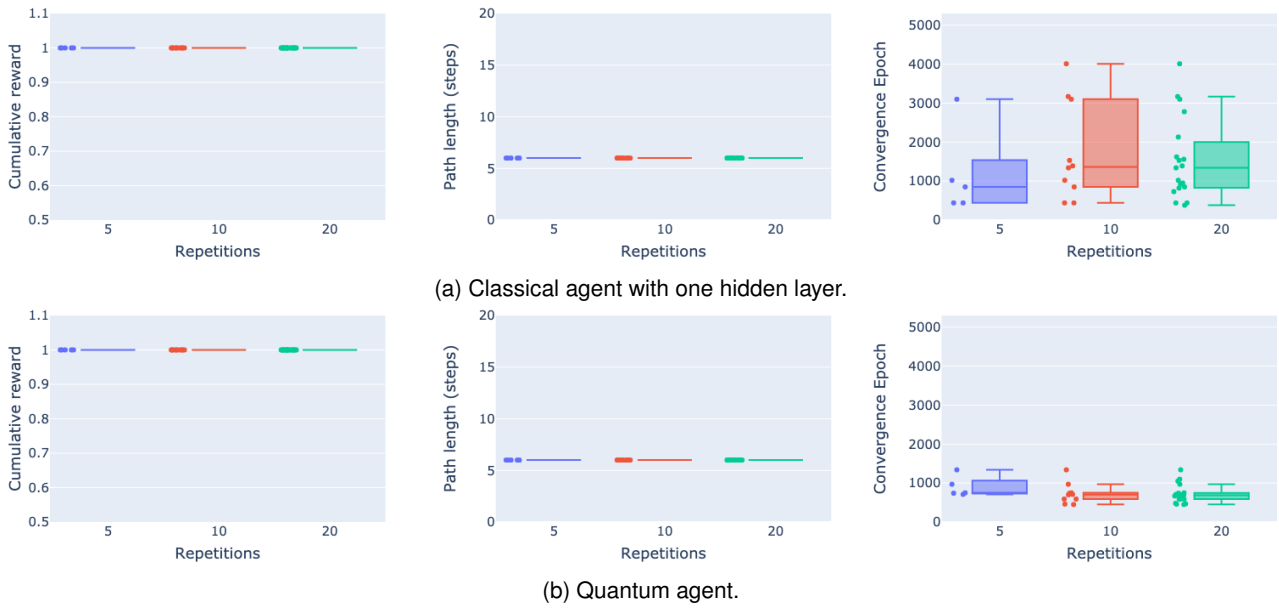 Cumulative reward
1.1
1
0.9
0.8
0.7
0.6
0.5
5 10 20
Repetitions
Path length (steps)
20
15
10
5
0
5 10 20
Repetitions
Convergence Epoch
5000
4000
3000
2000
1000
0
5 10 20
Repetitions
(a) Classical agent with one hidden layer.
Cumulative reward
1.1
1
0.9
0.8
0.7
0.6
0.5
5 10 20
Repetitions
Path length (steps)
20
15
10
5
0
5 10 20
Repetitions
Convergence Epoch
5000
4000
3000
2000
1000
0
5 10 20
Repetitions
(b) Quantum agent.